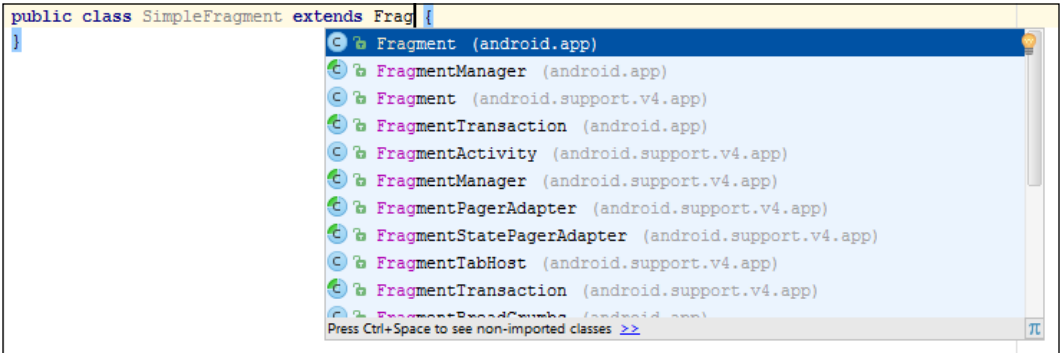 public class SimpleFragment extends Frag {
}
Fragment (android.app)
FragmentManager (android.app)
Fragment (android.support.v4.app)
FragmentTransaction (android.app)
FragmentActivity (android.support.v4.app)
FragmentManager (android.support.v4.app)
FragmentPagerAdapter (android.support.v4.app)
FragmentStatePagerAdapter (android.support.v4.app)
FragmentTabHost (android.support.v4.app)
FragmentTransaction (android.support.v4.app)
FragmentBreadCrumbs (android.app)
Press Ctrl+Space to see non-imported classes >> π